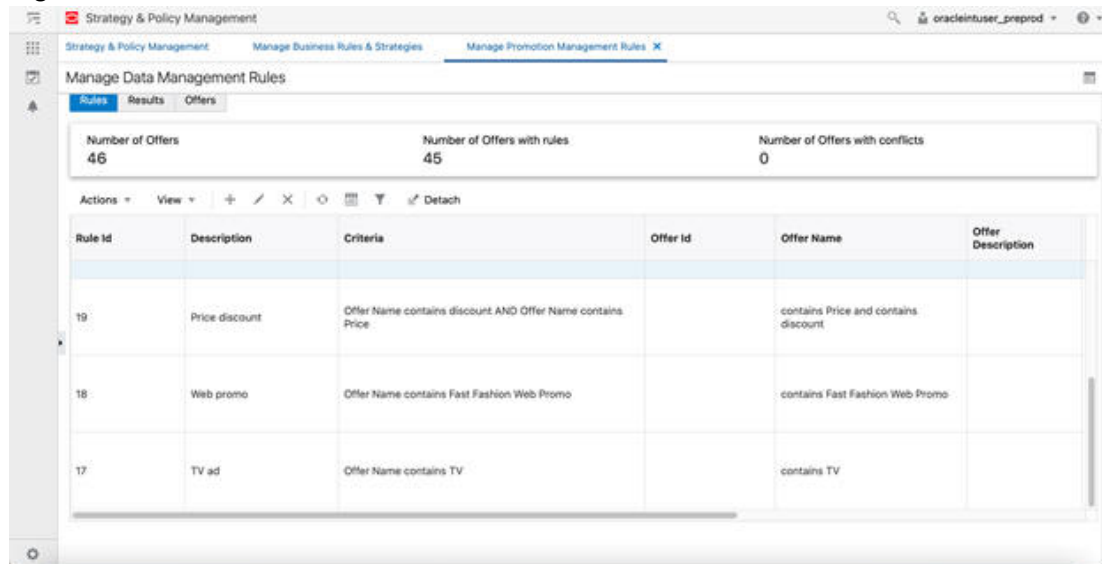 Strategy & Policy Management
oracleintuser_preprod
Strategy & Policy Management Manage Business Rules & Strategies Manage Promotion Management Rules
Manage Data Management Rules
Rules Results Offers
Number of Offers Number of Offers with rules Number of Offers with conflicts
46 45 0
Actions View Detach
Rule Id Description Criteria Offer Id Offer Name Offer
Description
19 Price discount Offer Name contains discount AND Offer Name contains
Price contains Price and contains
discount
18 Web promo Offer Name contains Fast Fashion Web Promo contains Fast Fashion Web Promo
17 TV ad Offer Name contains TV contains TV